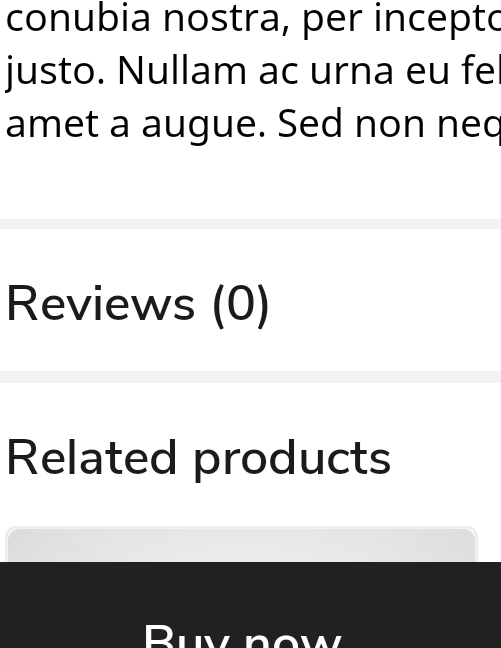 conubia nostra, per incepto
justo. Nullam ac urna eu fel
amet a augue. Sed non neq
Reviews (0)
Related products
Buy now